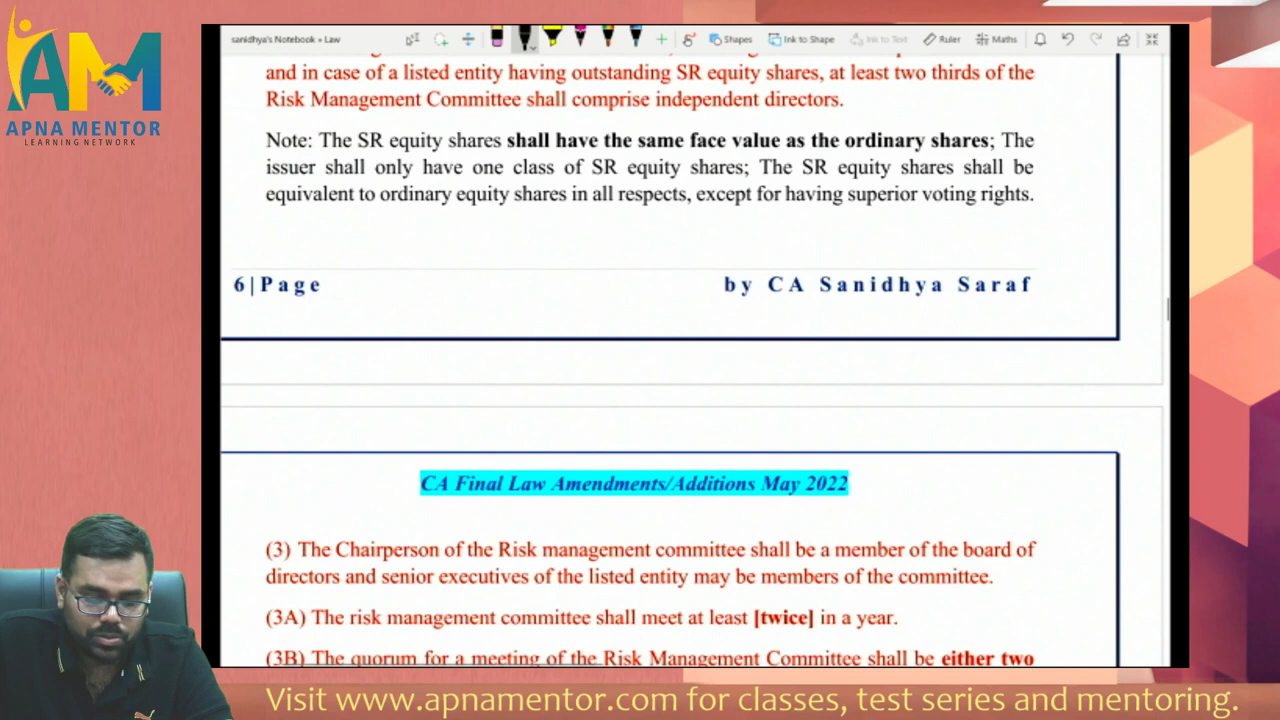 AM
APNA MENTOR
LEARNING NETWORK
sanidhya's Notebook » Law
Shapes
Ink to Shape
Ink to Text
Ruler
Maths
and in case of a listed entity having outstanding SR equity shares, at least two thirds of the
Risk Management Committee shall comprise independent directors.
Note: The SR equity shares shall have the same face value as the ordinary shares; The
issuer shall only have one class of SR equity shares; The SR equity shares shall be
equivalent to ordinary equity shares in all respects, except for having superior voting rights.
6|Page
by CA Sanidhya Saraf
CA Final Law Amendments/Additions May 2022
(3) The Chairperson of the Risk management committee shall be a member of the board of
directors and senior executives of the listed entity may be members of the committee.
(3A) The risk management committee shall meet at least [twice] in a year.
(3B) The quorum for a meeting of the Risk Management Committee shall be either two
Visit www.apnamentor.com for classes, test series and mentoring.